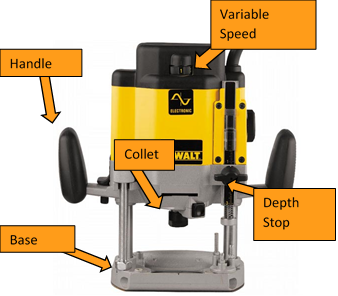 Variable
Speed
Handle
ELECTRONIC
Collet
WALT
Depth
Stop
Base